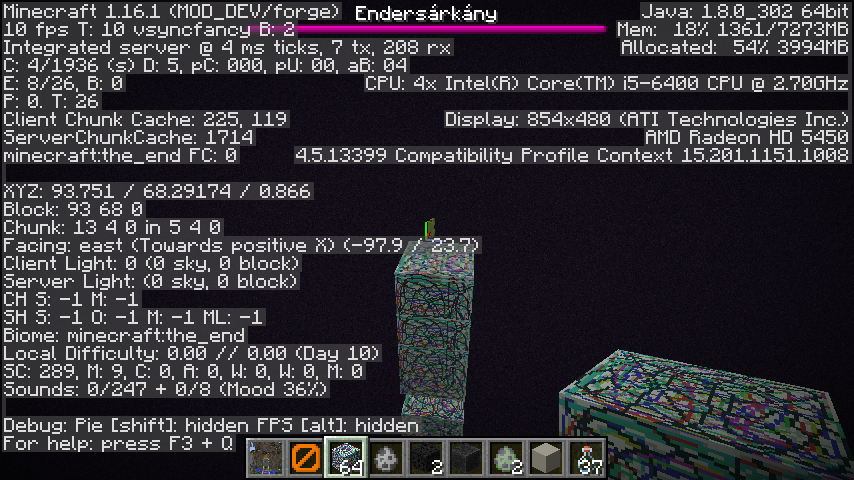 Minecraft 1.16.1 (MOD_DEV/forge)
10 fps T: 10 vsyncfancy B: 2
Integrated server @ 4 ms ticks, 7 tx, 208 rx
C: 4/1936 (s) D: 5, pC: 000, pU: 00, aB: 04
E: 8/26, B: 0
P: 0. T: 26
Client Chunk Cache: 225, 119
ServerChunkCache: 1714
minecraft:the_end FC: 0
XYZ: 93.751 / 68.29174 / 0.866
Block: 93 68 0
Chunk: 13 4 0 in 5 4 0
Facing: east (Towards positive X) (-97.9 / 23.7)
Client Light: 0 (0 sky, 0 block)
Server Light: (0 sky, 0 block)
CH S: -1 M: -1
SH S: -1 O: -1 M: -1 ML: -1
Biome: minecraft:the_end
Local Difficulty: 0.00 // 0.00 (Day 10)
SC: 289, M: 9, C: 0, A: 0, W: 0, W: 0, M: 0
Sounds: 0/247 + 0/8 (Mood 36%)
Debug: Pie [shift]: hidden FPS [alt]: hidden
For help: press F3 + Q
Endersárkány
Java: 1.8.0_302 64bit
Mem: 18% 1361/7273MB
Allocated: 54% 3994MB
CPU: 4x Intel(R) Core(TM) i5-6400 CPU @ 2.70GHz
Display: 854x480 (ATI Technologies Inc.)
AMD Radeon HD 5450
4.5.13399 Compatibility Profile Context 15.201.1151.1008
64 2 2 37